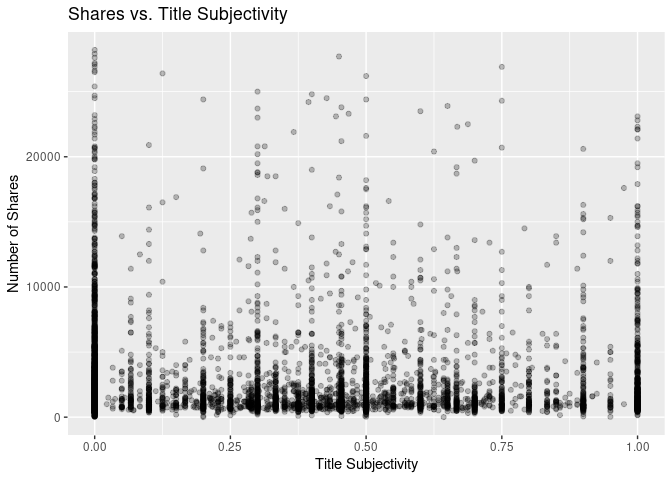 Shares vs. Title Subjectivity
20000
10000
0
Number of Shares
0.00 0.25 0.50 0.75 1.00
Title Subjectivity